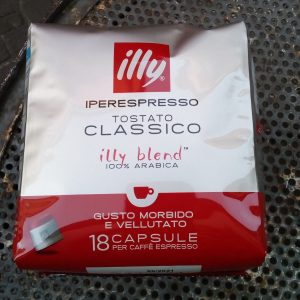 illy
IPERESPRESSO
TOSTATO
CLASSICO
illy blend™
100% ARABICA
GUSTO MORBIDO
E VELLUTATO
18 CAPSULE
PER CAFFÈ ESPRESSO